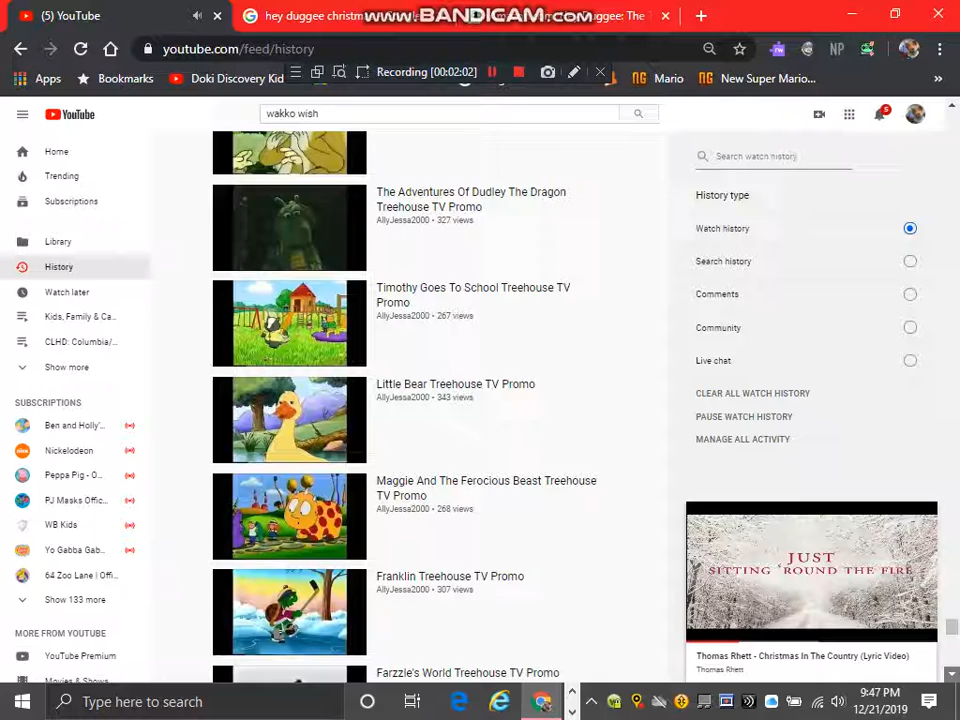 (5) YouTube
hey duggee christm
www.BANDICAM.com
uggee: The
youtube.com/feed/history
Apps
Bookmarks
Doki Discovery Kid
Recording [00:02:02]
Mario
New Super Mario...
YouTube
wakko wish
5
Home
Trending
Subscriptions
Library
History
Watch later
Kids, Family & Ca...
CLHD: Columbia/...
Show more
SUBSCRIPTIONS
Ben and Holly'...
Nickelodeon
Peppa Pig - O...
PJ Masks Offic...
WB Kids
Yo Gabba Gab...
64 Zoo Lane | Offi...
Show 133 more
MORE FROM YOUTUBE
YouTube Premium
Movies & Shows
The Adventures Of Dudley The Dragon
Treehouse TV Promo
AllyJessa2000 • 327 views
Timothy Goes To School Treehouse TV
Promo
AllyJessa2000 • 267 views
Little Bear Treehouse TV Promo
AllyJessa2000 • 343 views
Maggie And The Ferocious Beast Treehouse
TV Promo
AllyJessa2000 • 268 views
Franklin Treehouse TV Promo
AllyJessa2000 • 307 views
Farzzle's World Treehouse TV Promo
Search watch history
History type
Watch history
Search history
Comments
Community
Live chat
CLEAR ALL WATCH HISTORY
PAUSE WATCH HISTORY
MANAGE ALL ACTIVITY
JUST
SITTING 'ROUND THE FIRE
Thomas Rhett - Christmas In The Country (Lyric Video)
Thomas Rhett
Type here to search
9:47 PM
12/21/2019